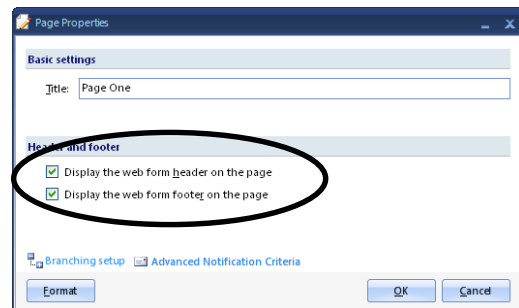 Page Properties
Basic settings
Title: Page One
Header and footer
Display the web form header on the page
Display the web form footer on the page
Branching setup Advanced Notification Criteria
Format OK Cancel